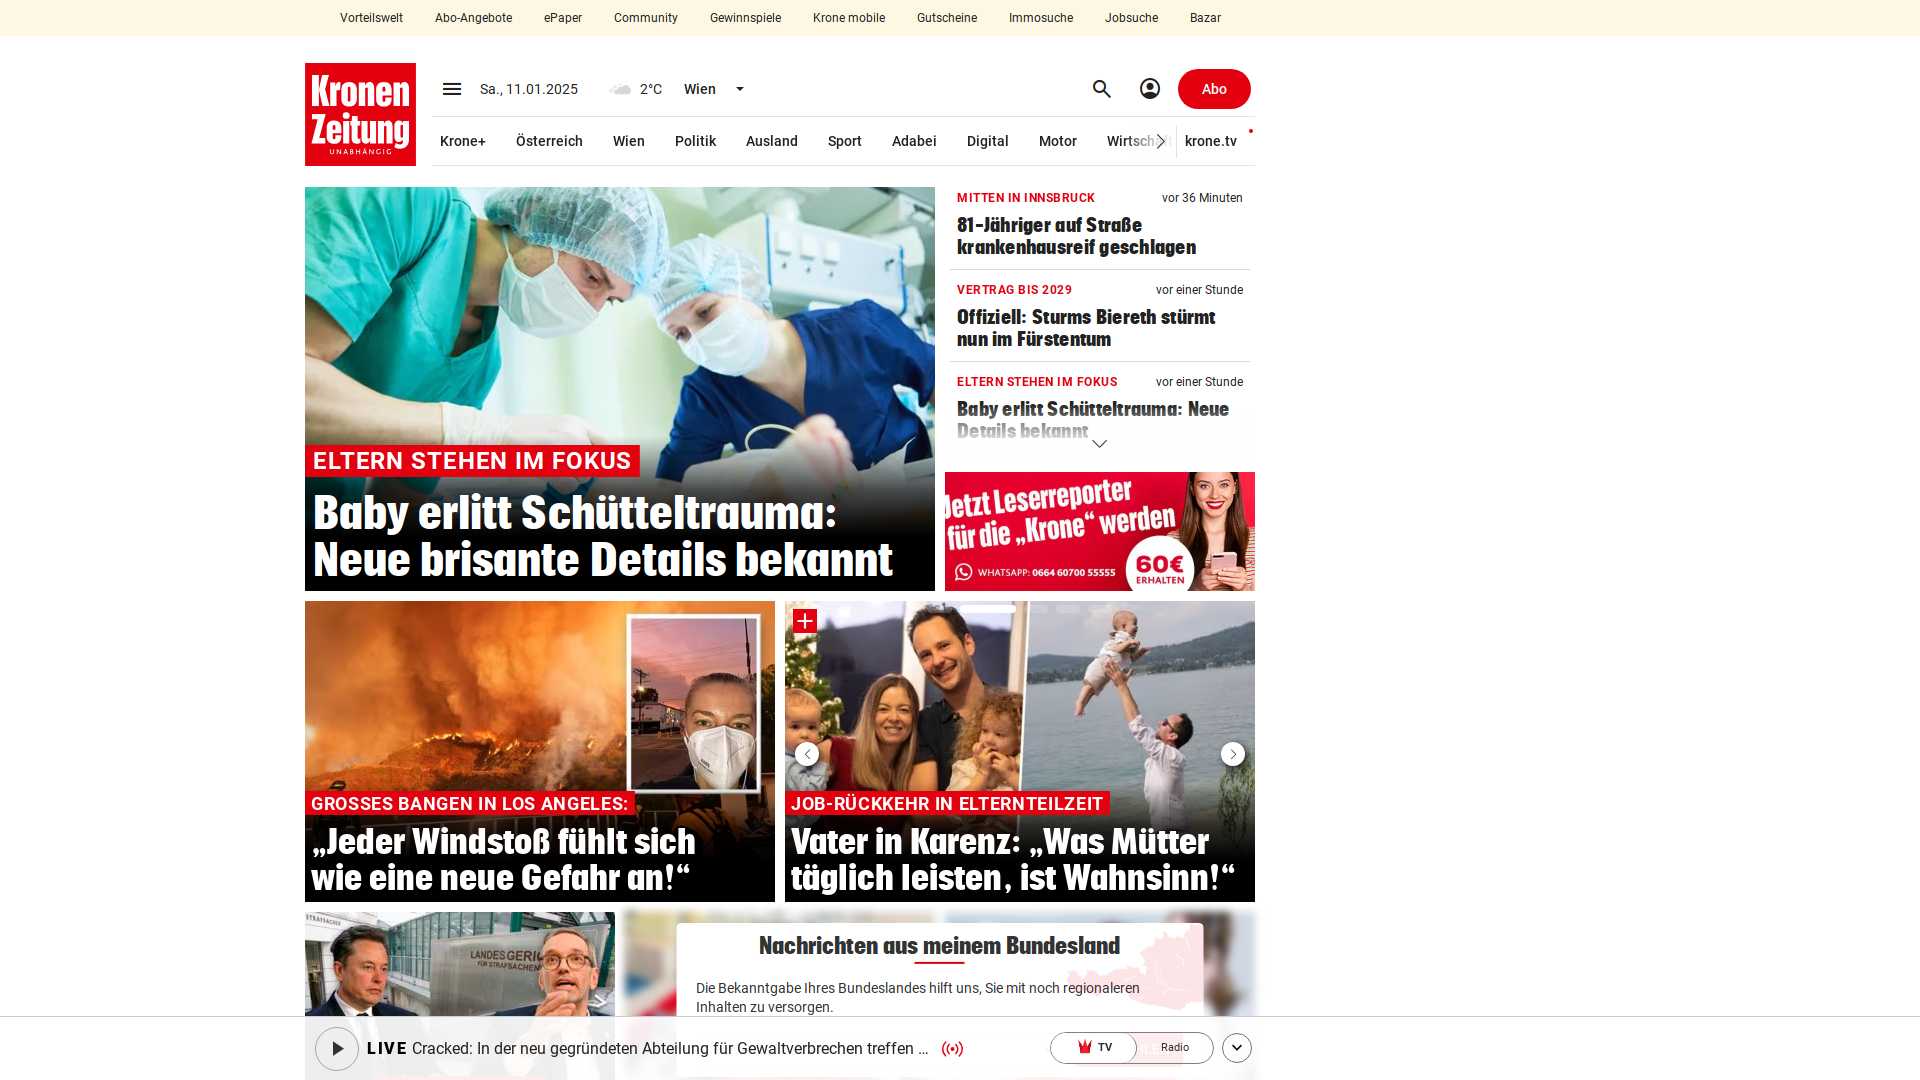 Vorteilswelt Abo-Angebote ePaper Community Gewinnspiele Krone mobile Gutscheine Immosuche Jobsuche Bazar
Kronen
Zeitung
UNABHÄNGIG
Sa., 11.01.2025 2°C Wien Abo
Krone+ Österreich Wien Politik Ausland Sport Adabei Digital Motor krone.tv
ELTERN STEHEN IM FOKUS
Baby erlitt Schütteltrauma:
Neue brisante Details bekannt
MITTEN IN INNSBRUCK vor 36 Minuten
81-Jähriger auf Straße
krankenhausreif geschlagen
VERTRAG BIS 2029 vor einer Stunde
Offiziell: Sturms Biereth stürmt
nun im Fürstentum
ELTERN STEHEN IM FOKUS vor einer Stunde
Baby erlitt Schütteltrauma: Neue
Details bekannt
Jetzt Leserreporter
für die „Krone“ werden
WHATSAPP: 0664 60700 55555
60€
ERHALTEN
GROSSES BANGEN IN LOS ANGELES:
„Jeder Windstoß fühlt sich
wie eine neue Gefahr an!“
JOB-RÜCKKEHR IN ELTERNTEILZEIT
Vater in Karenz: „Was Mütter
täglich leisten, ist Wahnsinn!“
FÜR STRAFSACHEN
Nachrichten aus meinem Bundesland
Die Bekanntgabe Ihres Bundeslandes hilft uns, Sie mit noch regionaleren
Inhalten zu versorgen.
LIVE Cracked: In der neu gegründeten Abteilung für Gewaltverbrechen treffen ... TV Radio